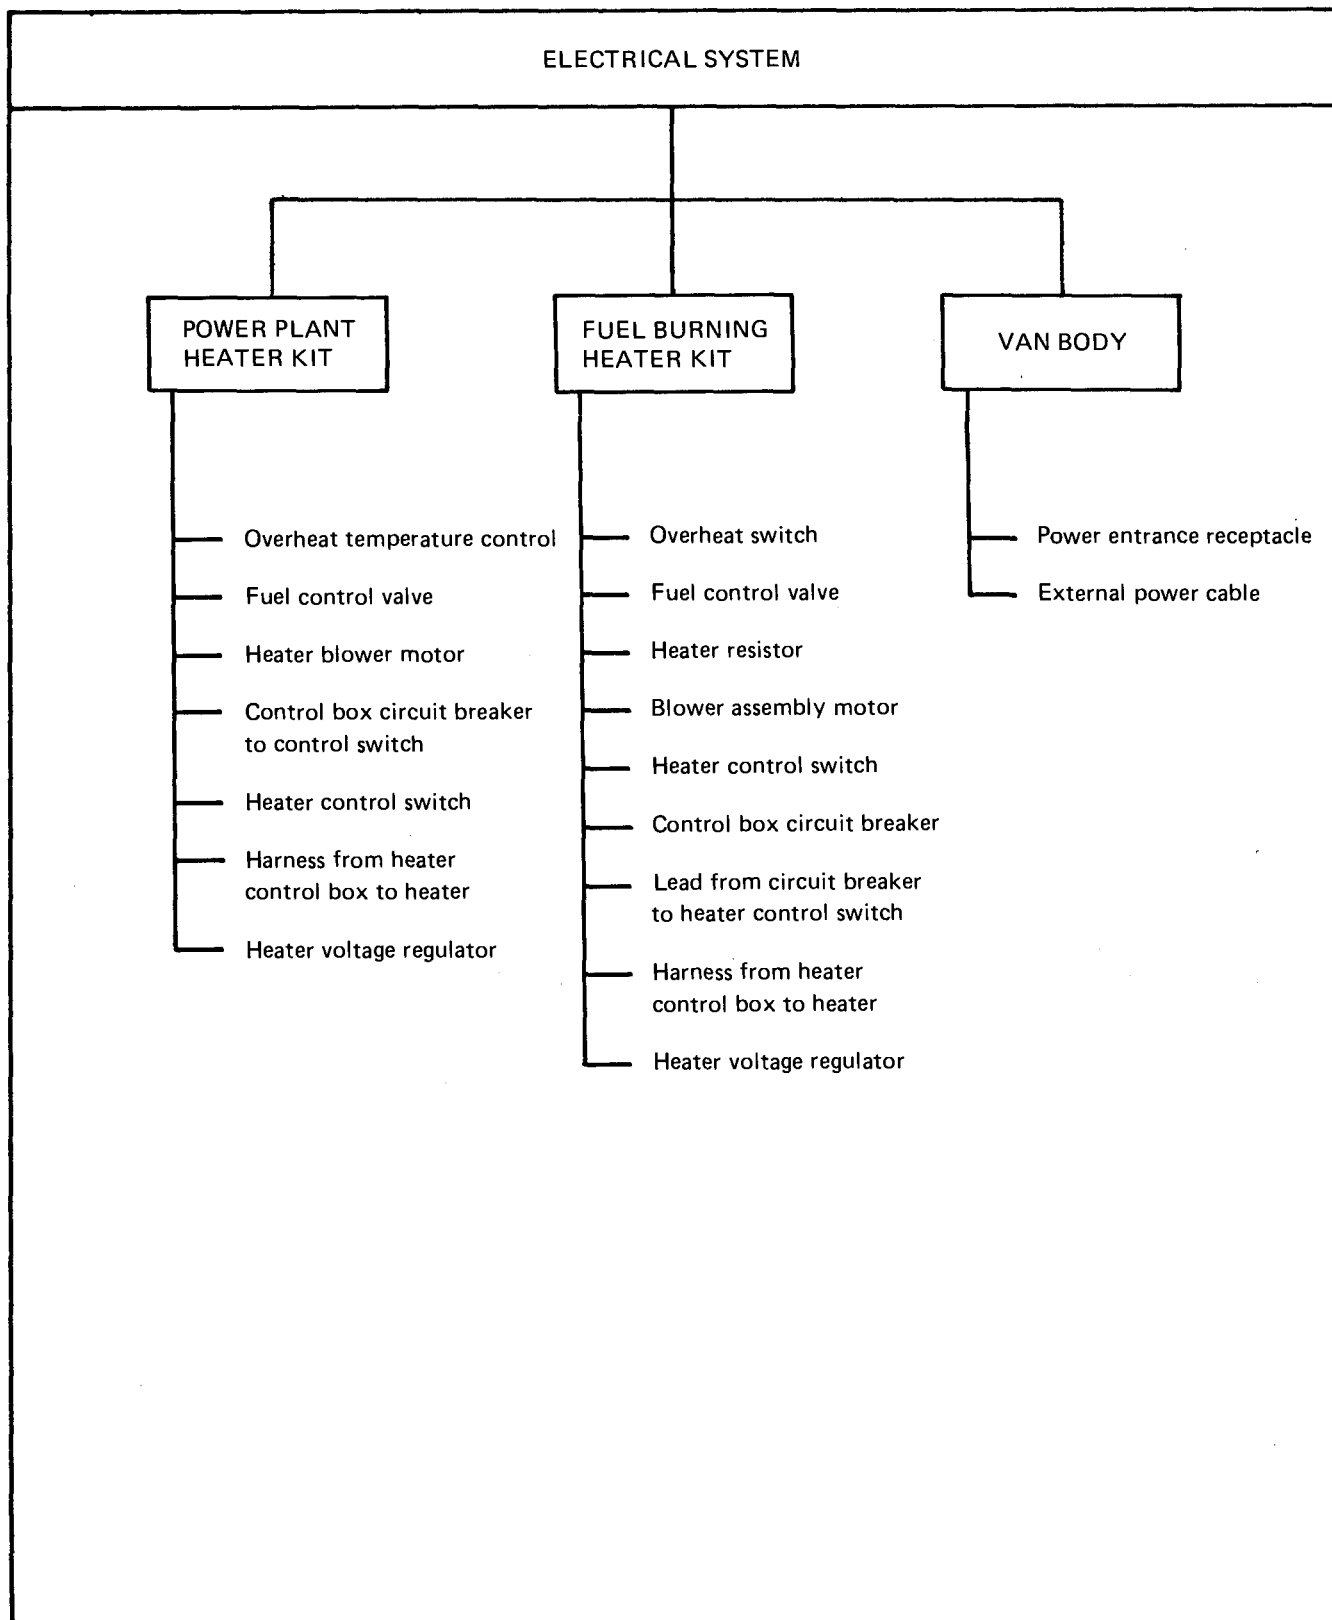 ELECTRICAL SYSTEM
POWER PLANT
HEATER KIT
Overheat temperature control
Fuel control valve
Heater blower motor
Control box circuit breaker
to control switch
Heater control switch
Harness from heater
control box to heater
Heater voltage regulator
FUEL BURNING
HEATER KIT
Overheat switch
Fuel control valve
Heater resistor
Blower assembly motor
Heater control switch
Control box circuit breaker
Lead from circuit breaker
to heater control switch
Harness from heater
control box to heater
Heater voltage regulator
VAN BODY
Power entrance receptacle
External power cable